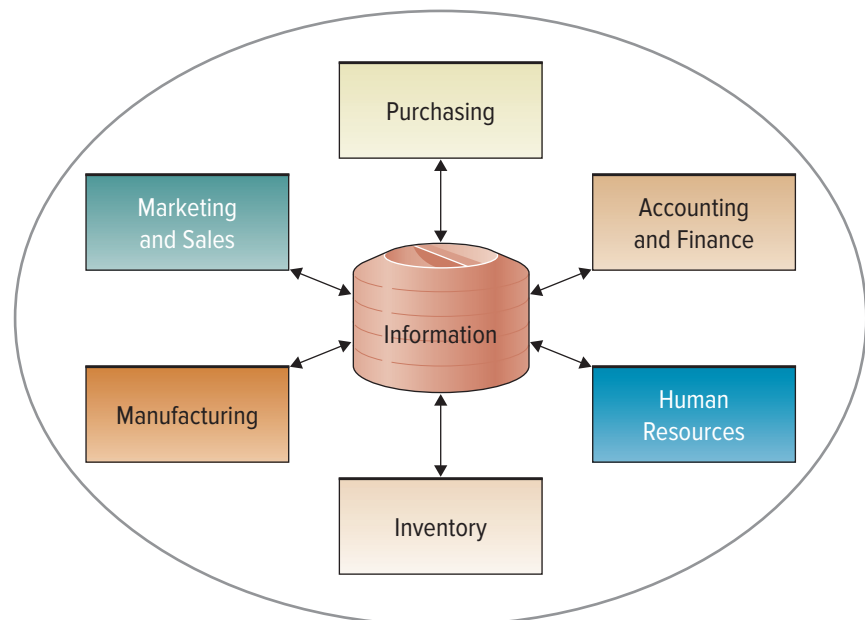 Purchasing
Marketing
and Sales
Accounting
and Finance
Information
Manufacturing
Human
Resources
Inventory